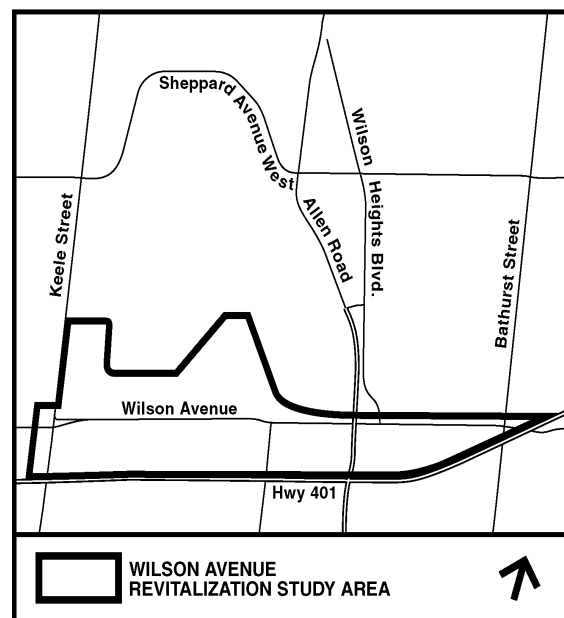 Sheppard Avenue West
Wilson Heights Blvd.
Allen Road
Keele Street
Bathurst Street
Wilson Avenue
Hwy 401
WILSON AVENUE
REVITALIZATION STUDY AREA